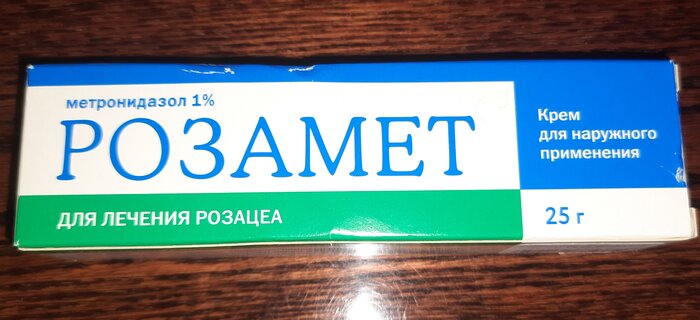 метронидазол 1%
РОЗАМЕТ
ДЛЯ ЛЕЧЕНИЯ РОЗАЦЕА
Крем
для наружного
применения
25 г